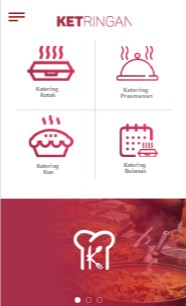 KETRINGAN
Katering
Kotak
Katering
Prasmanan
Katering
Kue
Katering
Bulanan
K